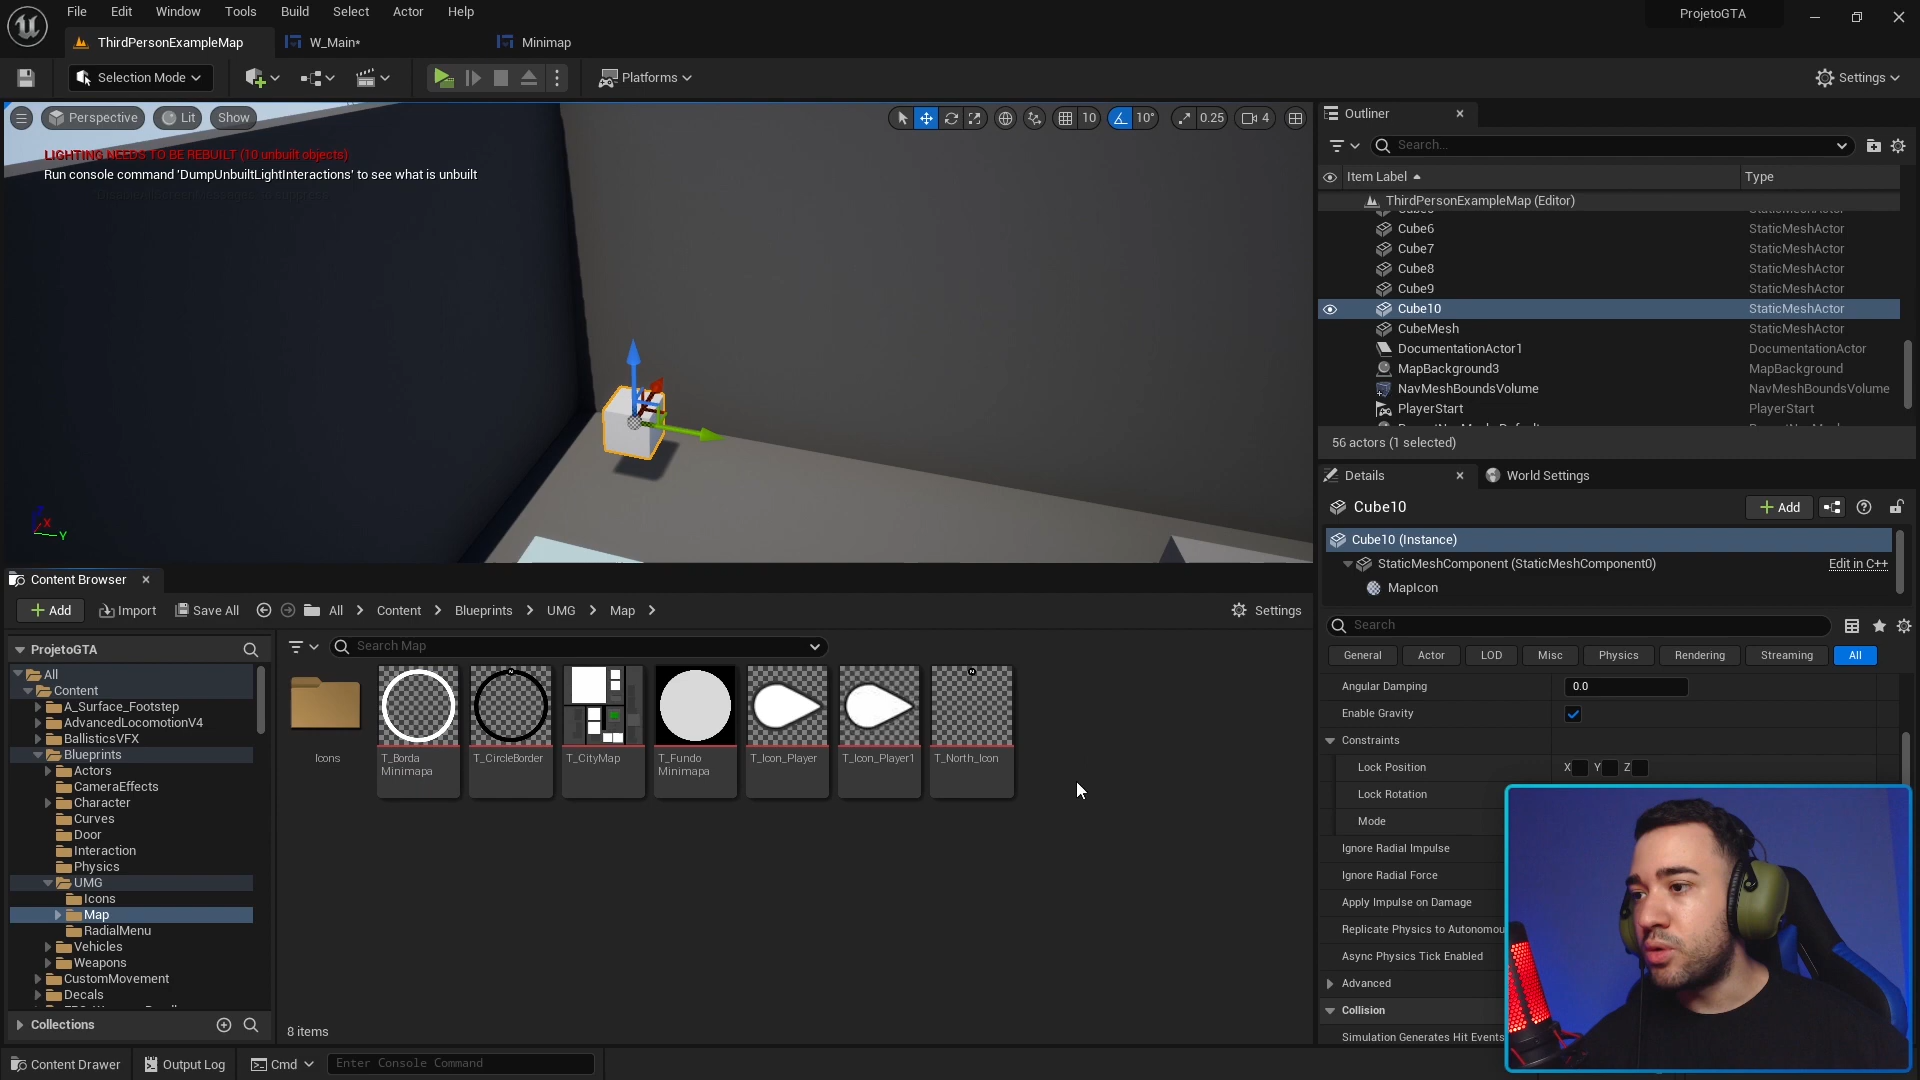 File Edit Window Tools Build Select Actor Help
ProjetoGTA
ThirdPersonExampleMap W_Main* Minimap
Selection Mode Platforms Settings
Perspective Lit Show 10 10° 0.25 4
LIGHTING NEEDS TO BE REBUILT (10 unbuilt objects)
Run console command 'DumpUnbuiltLightInteractions' to see what is unbuilt
X
Y
Outliner
Search...
Item Label Type
ThirdPersonExampleMap (Editor)
Cube6 StaticMeshActor
Cube7 StaticMeshActor
Cube8 StaticMeshActor
Cube9 StaticMeshActor
Cube10 StaticMeshActor
CubeMesh StaticMeshActor
DocumentationActor1 DocumentationActor
MapBackground3 MapBackground
NavMeshBoundsVolume NavMeshBoundsVolume
PlayerStart PlayerStart
56 actors (1 selected)
Details World Settings
Cube10 Add
Cube10 (Instance)
StaticMeshComponent (StaticMeshComponent0) Edit in C++
MapIcon
Search
General Actor LOD Misc Physics Rendering Streaming All
Angular Damping 0.0
Enable Gravity
Constraints
Lock Position X Y Z
Lock Rotation
Mode
Ignore Radial Impulse
Ignore Radial Force
Apply Impulse on Damage
Replicate Physics to Autonomou
Async Physics Tick Enabled
Advanced
Collision
Simulation Generates Hit Events
Content Browser
Add Import Save All All Content Blueprints UMG Map Settings
ProjetoGTA
Search Map
All
Content
A_Surface_Footstep
AdvancedLocomotionV4
BallisticsVFX
Blueprints
Actors
CameraEffects
Character
Curves
Door
Interaction
Physics
UMG
Icons
Map
RadialMenu
Vehicles
Weapons
CustomMovement
Decals
Collections
Icons
T_Borda
Minimapa
T_CircleBorder
T_CityMap
T_Fundo
Minimapa
T_Icon_Player
T_Icon_Player1
T_North_Icon
8 items
Content Drawer Output Log Cmd Enter Console Command